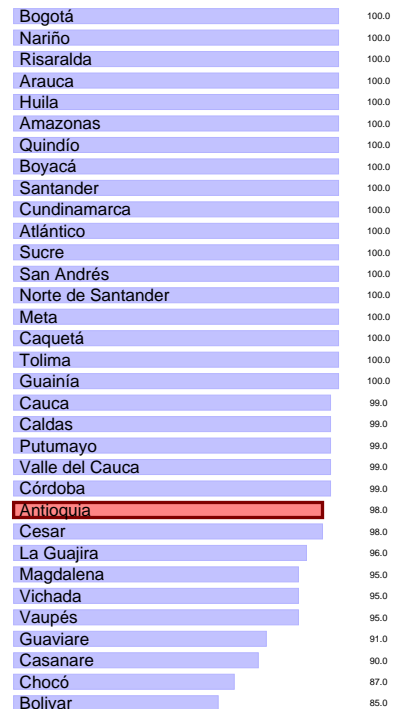 Bogotá 100.0
Nariño 100.0
Risaralda 100.0
Arauca 100.0
Huila 100.0
Amazonas 100.0
Quindío 100.0
Boyacá 100.0
Santander 100.0
Cundinamarca 100.0
Atlántico 100.0
Sucre 100.0
San Andrés 100.0
Norte de Santander 100.0
Meta 100.0
Caquetá 100.0
Tolima 100.0
Guainía 100.0
Cauca 99.0
Caldas 99.0
Putumayo 99.0
Valle del Cauca 99.0
Córdoba 99.0
Antioquia 98.0
Cesar 98.0
La Guajira 96.0
Magdalena 95.0
Vichada 95.0
Vaupés 95.0
Guaviare 91.0
Casanare 90.0
Chocó 87.0
Bolivar 85.0